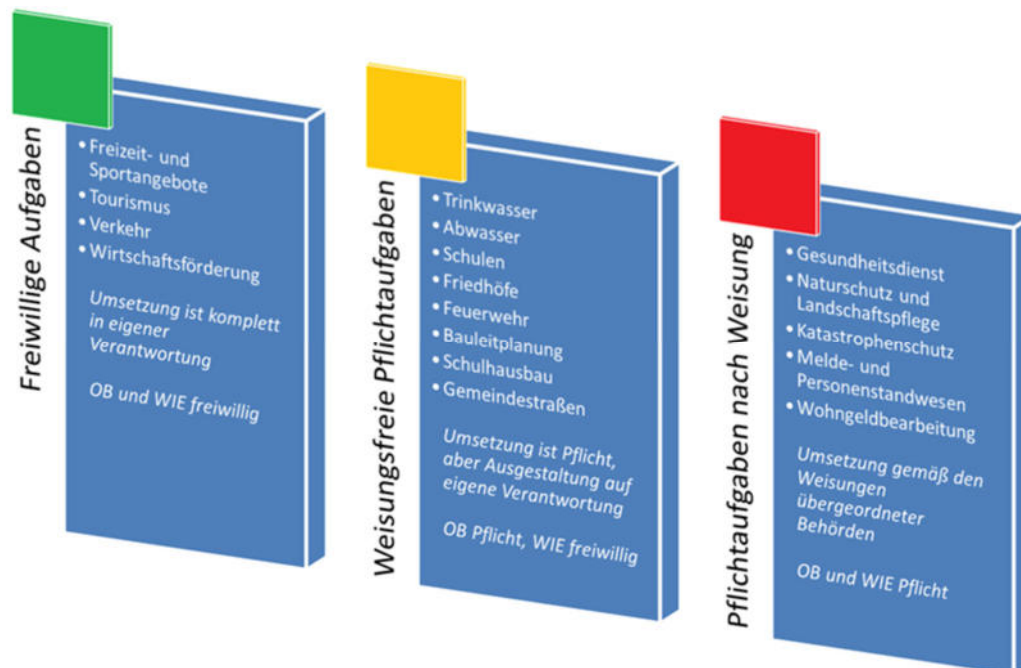 Freiwillige Aufgaben
• Freizeit- und
Sportangebote
• Tourismus
• Verkehr
• Wirtschaftsförderung
Umsetzung ist komplett
in eigener
Verantwortung
OB und WIE freiwillig
Weisungsfreie Pflichtaufgaben
• Trinkwasser
• Abwasser
• Schulen
• Friedhöfe
• Feuerwehr
• Bauleitplanung
• Schulhausbau
• Gemeindestraßen
Umsetzung ist Pflicht,
aber Ausgestaltung auf
eigene Verantwortung
OB Pflicht, WIE freiwillig
Pflichtaufgaben nach Weisung
• Gesundheitsdienst
• Naturschutz und
Landschaftspflege
• Katastrophenschutz
• Melde- und
Personenstandwesen
• Wohngeldbearbeitung
Umsetzung gemäß den
Weisungen
übergeordneter
Behörden
OB und WIE Pflicht